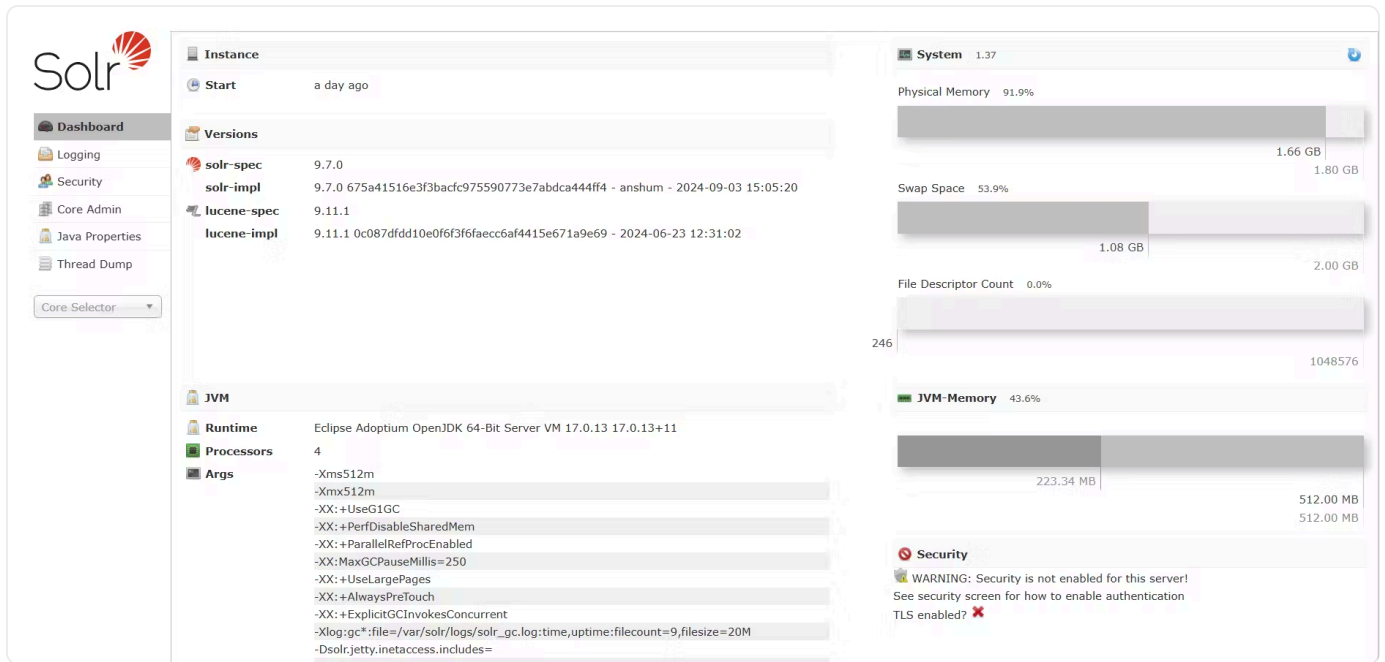 Solr
Dashboard
Logging
Security
Core Admin
Java Properties
Thread Dump
Core Selector
Instance
Start a day ago
Versions
solr-spec 9.7.0
solr-impl 9.7.0 675a41516e3f3bacfc975590773e7abdca444ff4 - anshum - 2024-09-03 15:05:20
lucene-spec 9.11.1
lucene-impl 9.11.1 0c087dfdd10e0f6f3f6faecc6af4415e671a9e69 - 2024-06-23 12:31:02
JVM
Runtime Eclipse Adoptium OpenJDK 64-Bit Server VM 17.0.13 17.0.13+11
Processors 4
Args -Xms512m
-Xmx512m
-XX:+UseG1GC
-XX:+PerfDisableSharedMem
-XX:+ParallelRefProcEnabled
-XX:MaxGCPauseMillis=250
-XX:+UseLargePages
-XX:+AlwaysPreTouch
-XX:+ExplicitGCInvokesConcurrent
-Xlog:gc*:file=/var/solr/logs/solr_gc.log:time,uptime:filecount=9,filesize=20M
-Dsolr.jetty.inetaccess.includes=
System 1.37
Physical Memory 91.9%
1.66 GB
1.80 GB
Swap Space 53.9%
1.08 GB
2.00 GB
File Descriptor Count 0.0%
246
1048576
JVM-Memory 43.6%
223.34 MB
512.00 MB
512.00 MB
Security
WARNING: Security is not enabled for this server!
See security screen for how to enable authentication
TLS enabled?